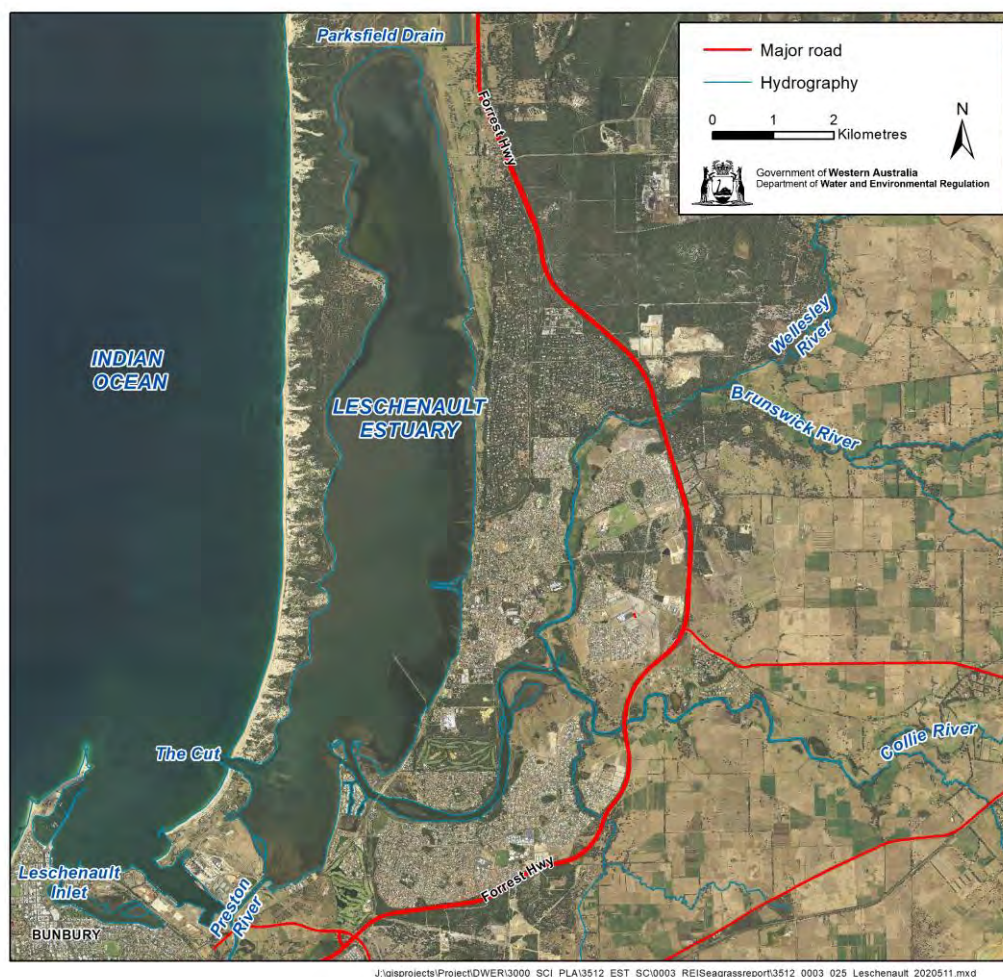 Parksfield Drain
Major road
Hydrography
0 1 2
Kilometres
N
Government of Western Australia
Department of Water and Environmental Regulation
Forrest Hwy
Wellesley
River
Brunswick River
INDIAN
OCEAN
LESCHENAULT
ESTUARY
The Cut
Collie River
Leschenault
Inlet
Preston
River
Forrest Hwy
BUNBURY
J:\gisprojects\Project\DWER\3000_SCI_PLA\3512_EST_SC\0003_REISeagrassreport\3512_0003_025_Leschenault_20200511.mxd